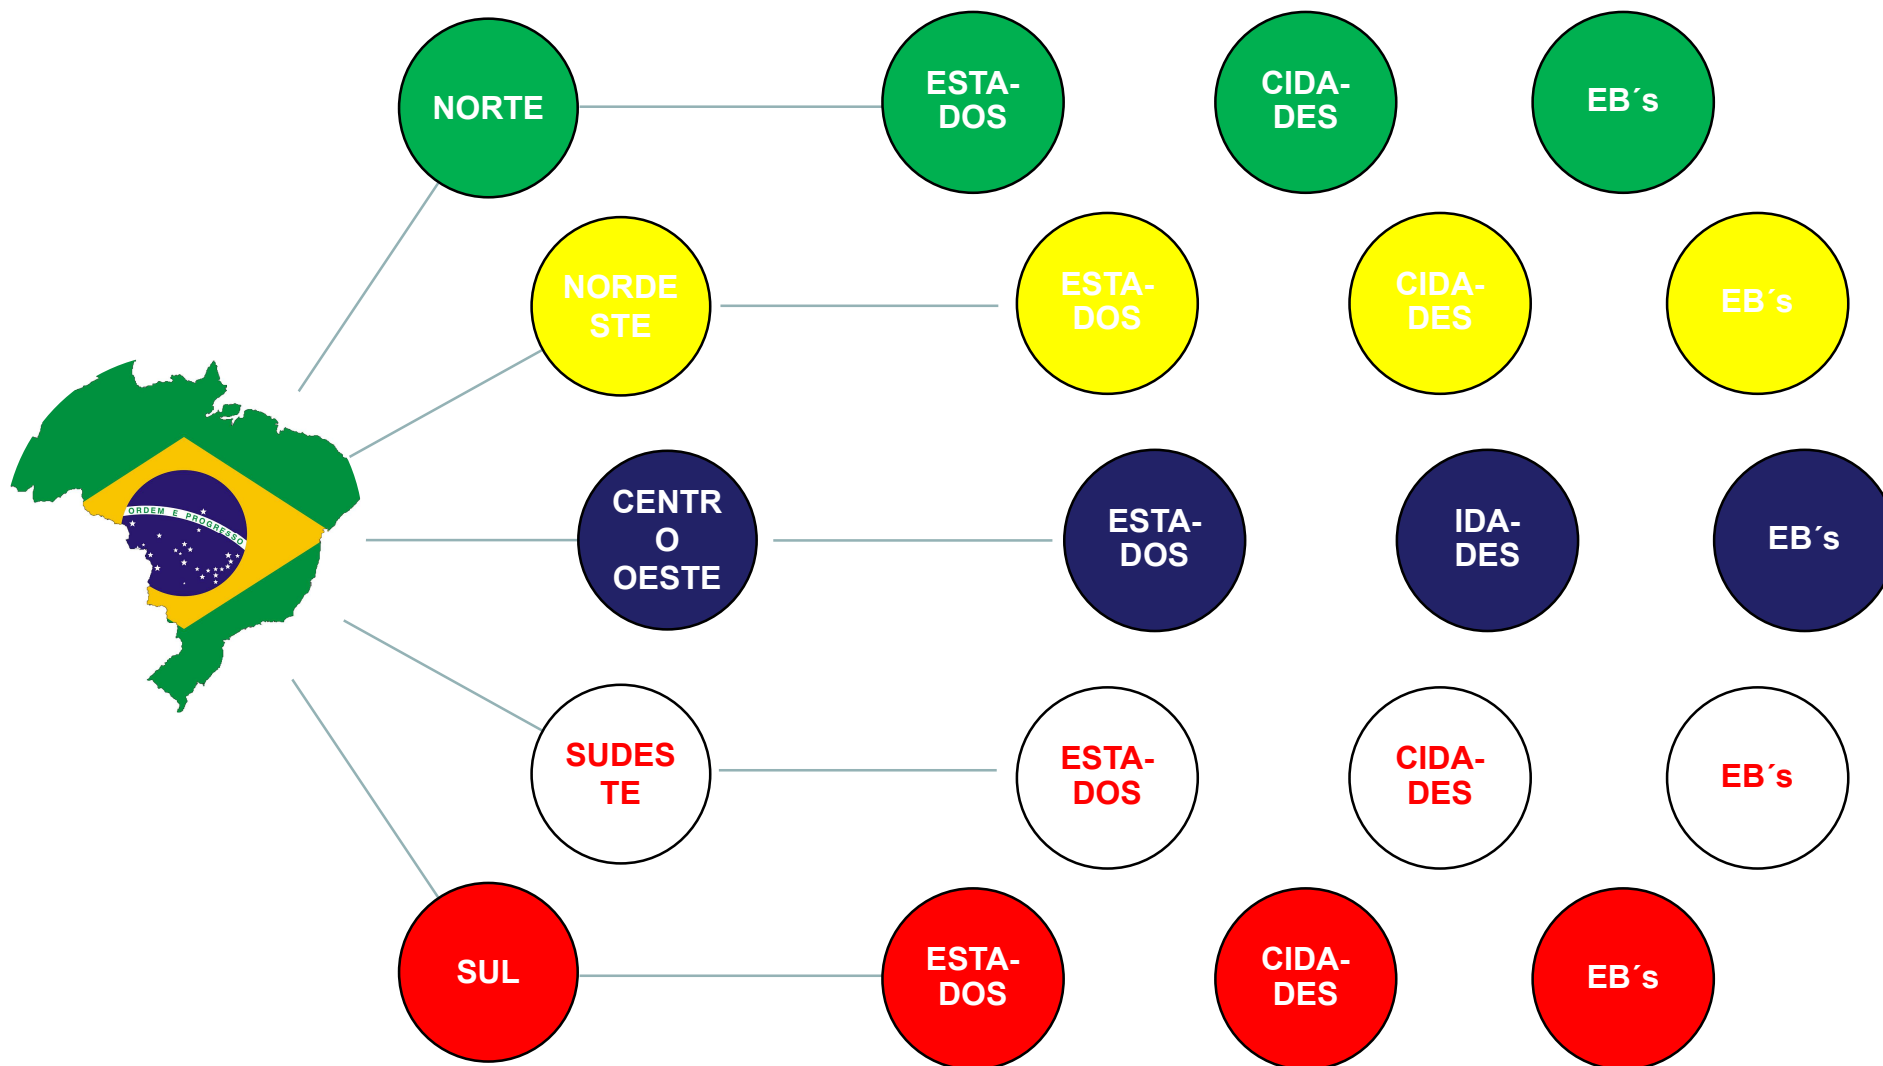 NORTE
ESTA-
DOS
CIDA-
DES
EB´s
NORDE
STE
ESTA-
DOS
CIDA-
DES
EB´s
ORDEM E PROGRESSO
CENTR
O
OESTE
ESTA-
DOS
IDA-
DES
EB´s
SUDES
TE
ESTA-
DOS
CIDA-
DES
EB´s
SUL
ESTA-
DOS
CIDA-
DES
EB´s